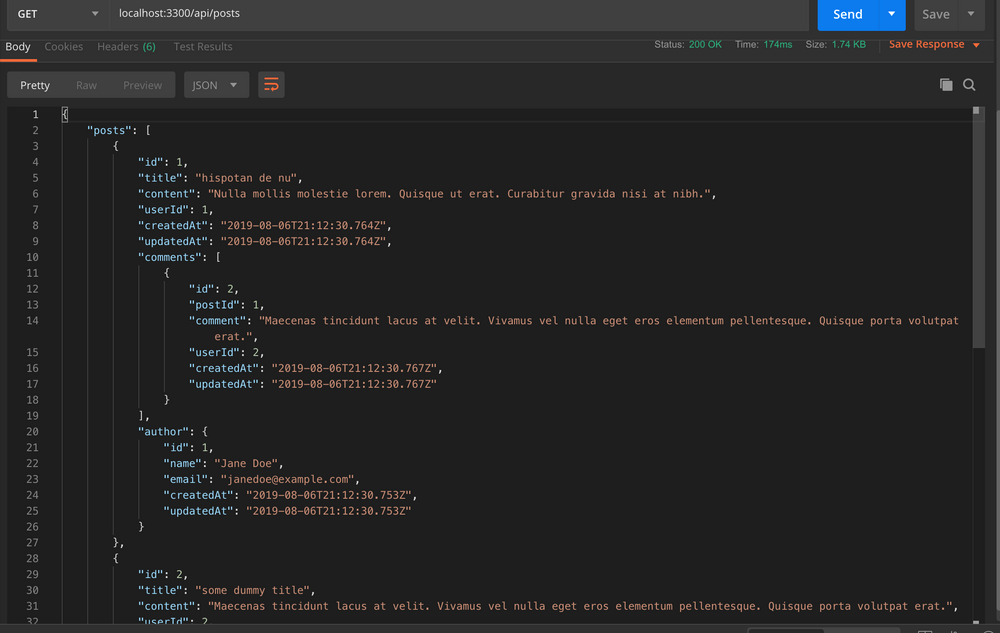 GET localhost:3300/api/posts Send Save
Body Cookies Headers (6) Test Results Status: 200 OK Time: 174ms Size: 1.74 KB Save Response
Pretty Raw Preview JSON
1 {
2 "posts": [
3 {
4 "id": 1,
5 "title": "hispotan de nu",
6 "content": "Nulla mollis molestie lorem. Quisque ut erat. Curabitur gravida nisi at nibh.",
7 "userId": 1,
8 "createdAt": "2019-08-06T21:12:30.764Z",
9 "updatedAt": "2019-08-06T21:12:30.764Z",
10 "comments": [
11 {
12 "id": 2,
13 "postId": 1,
14 "comment": "Maecenas tincidunt lacus at velit. Vivamus vel nulla eget eros elementum pellentesque. Quisque porta volutpat
erat.",
15 "userId": 2,
16 "createdAt": "2019-08-06T21:12:30.767Z",
17 "updatedAt": "2019-08-06T21:12:30.767Z"
18 }
19 ],
20 "author": {
21 "id": 1,
22 "name": "Jane Doe",
23 "email": "janedoe@example.com",
24 "createdAt": "2019-08-06T21:12:30.753Z",
25 "updatedAt": "2019-08-06T21:12:30.753Z"
26 }
27 },
28 {
29 "id": 2,
30 "title": "some dummy title",
31 "content": "Maecenas tincidunt lacus at velit. Vivamus vel nulla eget eros elementum pellentesque. Quisque porta volutpat erat.",
32 "userId": 2